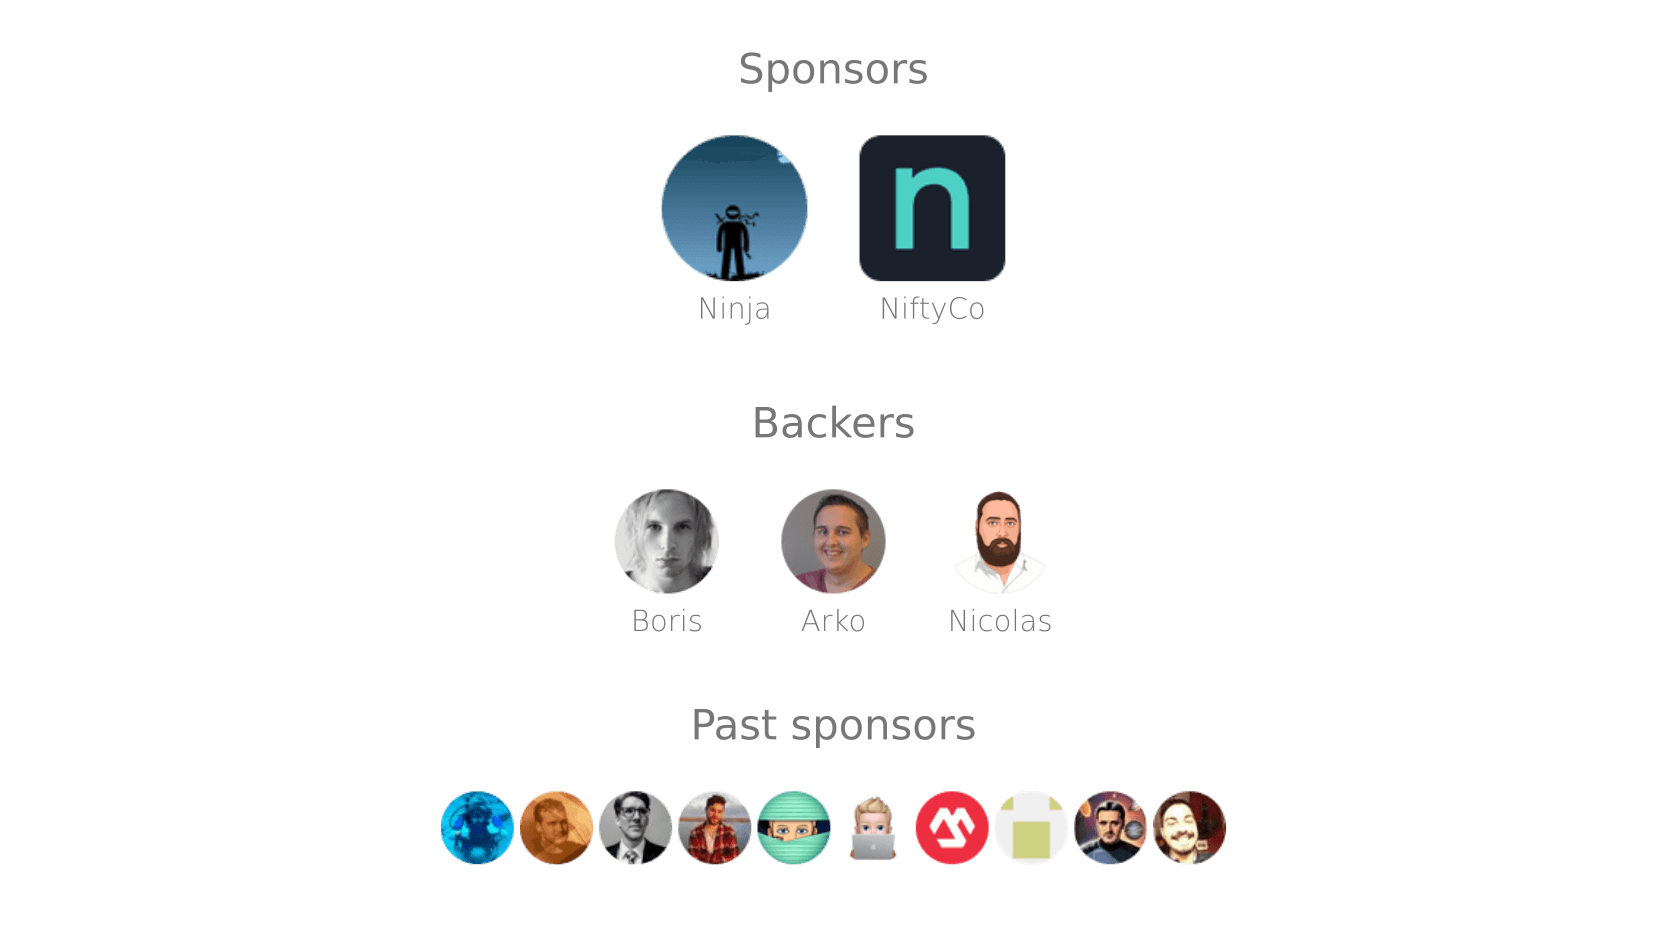 Sponsors
n
Ninja
NiftyCo
Backers
Boris
Arko
Nicolas
Past sponsors